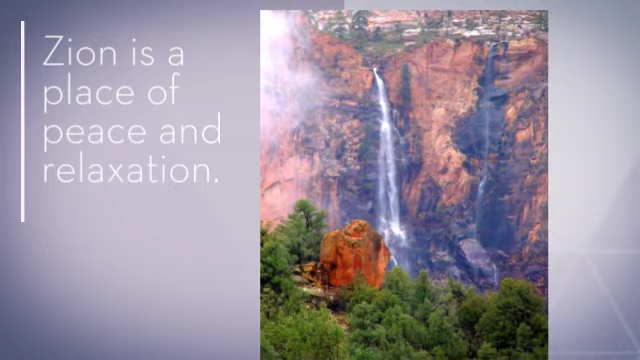 Zion is a
place of
peace and
relaxation.